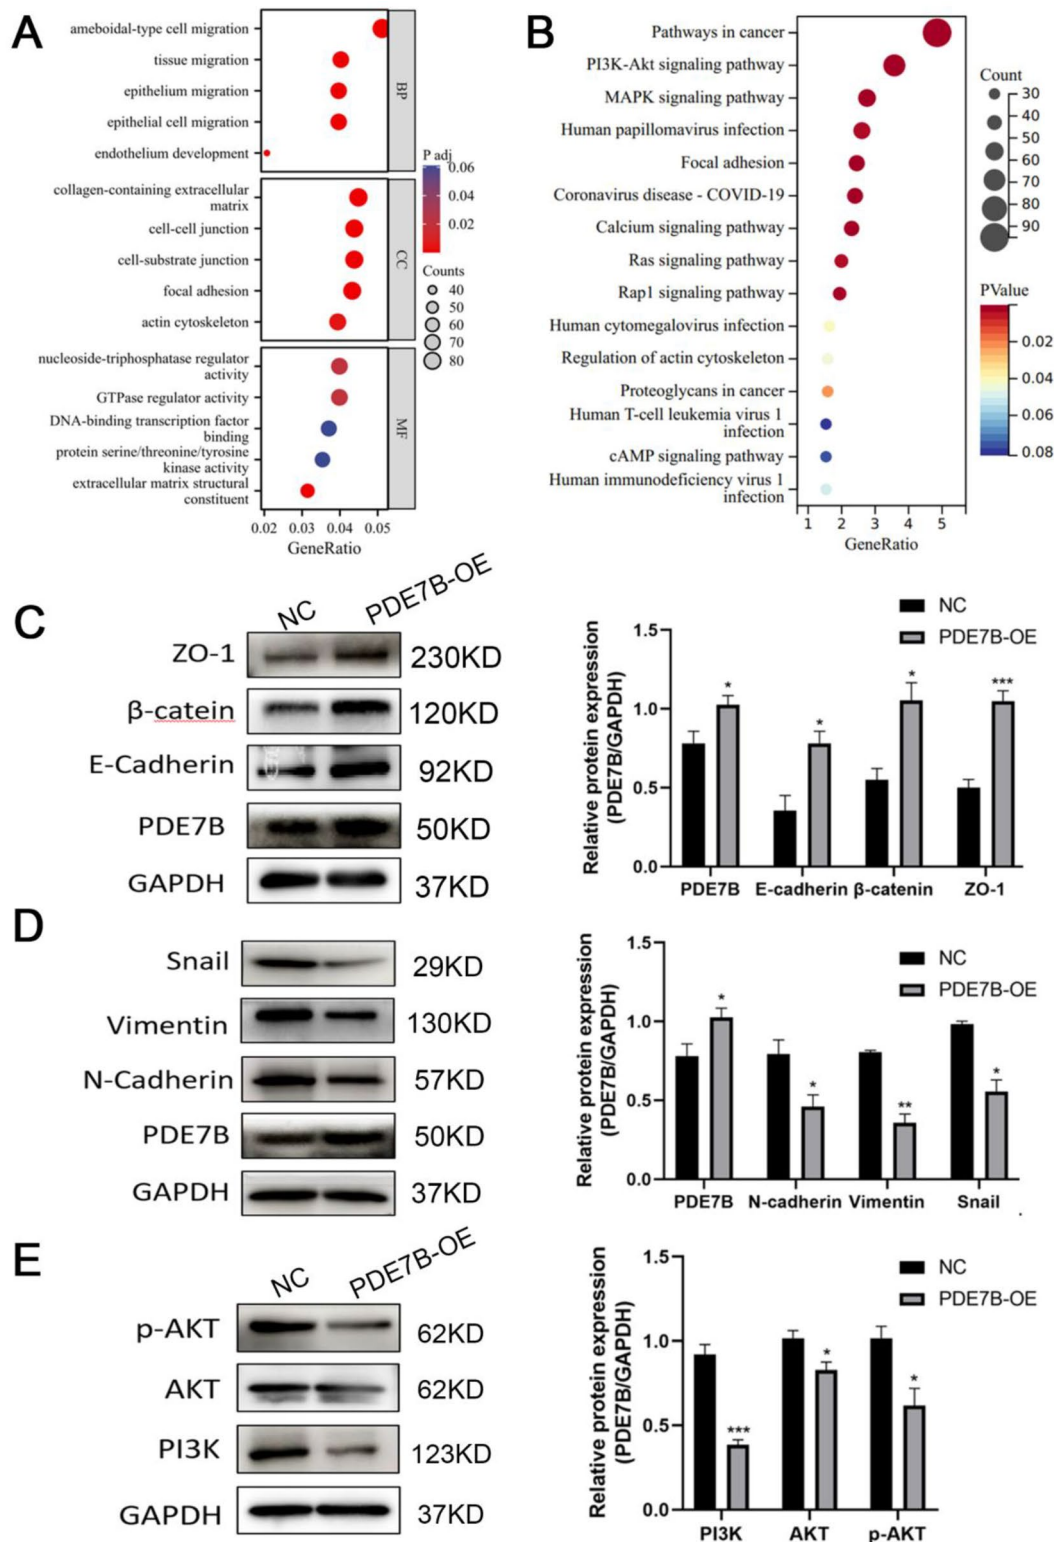 A
ameboidal-type cell migration
tissue migration
epithelium migration
epithelial cell migration
endothelium development
BP
collagen-containing extracellular
matrix
cell-cell junction
cell-substrate junction
focal adhesion
actin cytoskeleton
CC
nucleoside-triphosphatase regulator
activity
GTPase regulator activity
DNA-binding transcription factor
binding
protein serine/threonine/tyrosine
kinase activity
extracellular matrix structural
constituent
MF
0.02 0.03 0.04 0.05
GeneRatio
P adj
0.06
0.04
0.02
Counts
40
50
60
70
80
B
Pathways in cancer
PI3K-Akt signaling pathway
MAPK signaling pathway
Human papillomavirus infection
Focal adhesion
Coronavirus disease - COVID-19
Calcium signaling pathway
Ras signaling pathway
Rap1 signaling pathway
Human cytomegalovirus infection
Regulation of actin cytoskeleton
Proteoglycans in cancer
Human T-cell leukemia virus 1
infection
cAMP signaling pathway
Human immunodeficiency virus 1
infection
1 2 3 4 5
GeneRatio
Count
30
40
50
60
70
80
90
PValue
0.02
0.04
0.06
0.08
C
NC PDE7B-OE
ZO-1 230KD
β-catein 120KD
E-Cadherin 92KD
PDE7B 50KD
GAPDH 37KD
Relative protein expression
(PDE7B/GAPDH)
1.5
1.0
0.5
0.0
NC
PDE7B-OE
* * * ***
PDE7B E-cadherin β-catenin ZO-1
D
Snail 29KD
Vimentin 130KD
N-Cadherin 57KD
PDE7B 50KD
GAPDH 37KD
Relative protein expression
(PDE7B/GAPDH)
1.5
1.0
0.5
0.0
NC
PDE7B-OE
* * ** *
PDE7B N-cadherin Vimentin Snail
E
NC PDE7B-OE
p-AKT 62KD
AKT 62KD
PI3K 123KD
GAPDH 37KD
Relative protein expression
(PDE7B/GAPDH)
1.5
1.0
0.5
0.0
NC
PDE7B-OE
*** * *
PI3K AKT p-AKT